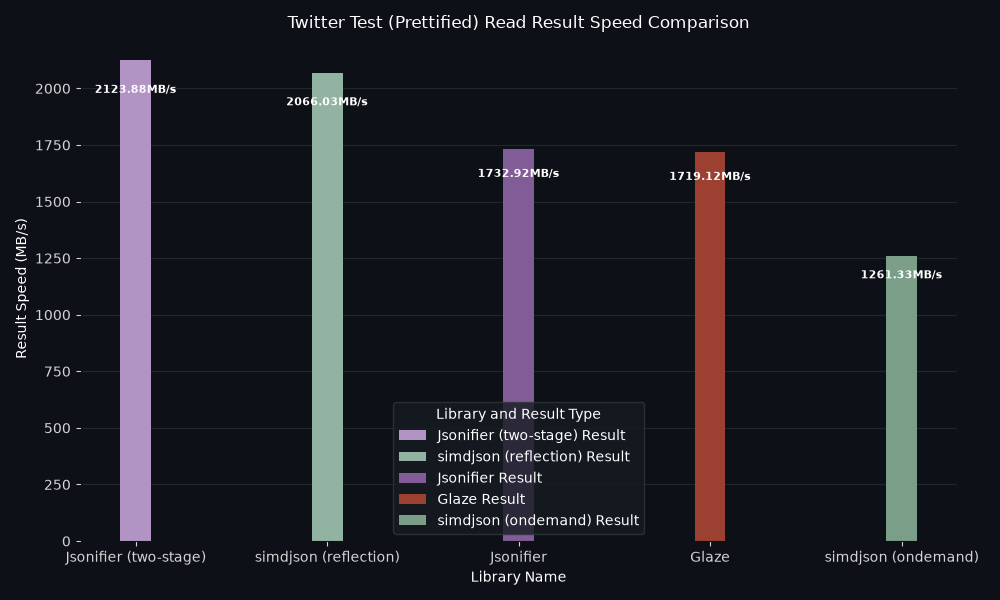 Twitter Test (Prettified) Read Result Speed Comparison
2123.88MB/s
2066.03MB/s
1732.92MB/s
1719.12MB/s
1261.33MB/s
Result Speed (MB/s)
2000
1750
1500
1250
1000
750
500
250
0
Library and Result Type
Jsonifier (two-stage) Result
simdjson (reflection) Result
Jsonifier Result
Glaze Result
simdjson (ondemand) Result
Jsonifier (two-stage)
simdjson (reflection)
Jsonifier
Glaze
simdjson (ondemand)
Library Name